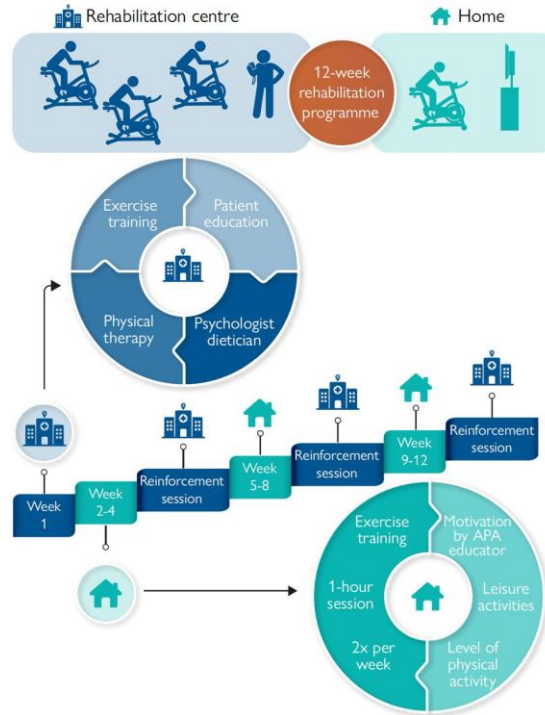 Rehabilitation centre
Home
12-week
rehabilitation
programme
Exercise
training
Patient
education
Physical
therapy
Psychologist
dietician
Week
1
Week
2-4
Reinforcement
session
Week
5-8
Reinforcement
session
Week
9-12
Reinforcement
session
Exercise
training
1-hour
session
2x per
week
Motivation
by APA
educator
Leisure
activities
Level of
physical
activity